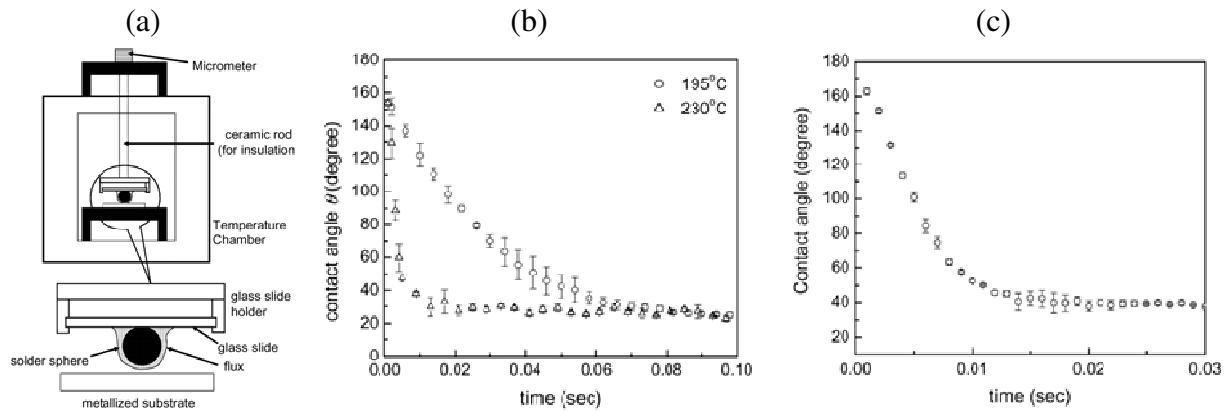 (a)
Micrometer
ceramic rod
(for insulation
Temperature
Chamber
glass slide
holder
glass slide
solder sphere
flux
metallized substrate
(b)
180
160
140
120
100
80
60
40
20
0
contact angle θ (degree)
195°C
230°C
0.00 0.02 0.04 0.06 0.08 0.10
time (sec)
(c)
180
160
140
120
100
80
60
40
20
Contact angle (degree)
0.00 0.01 0.02 0.03
time (sec)